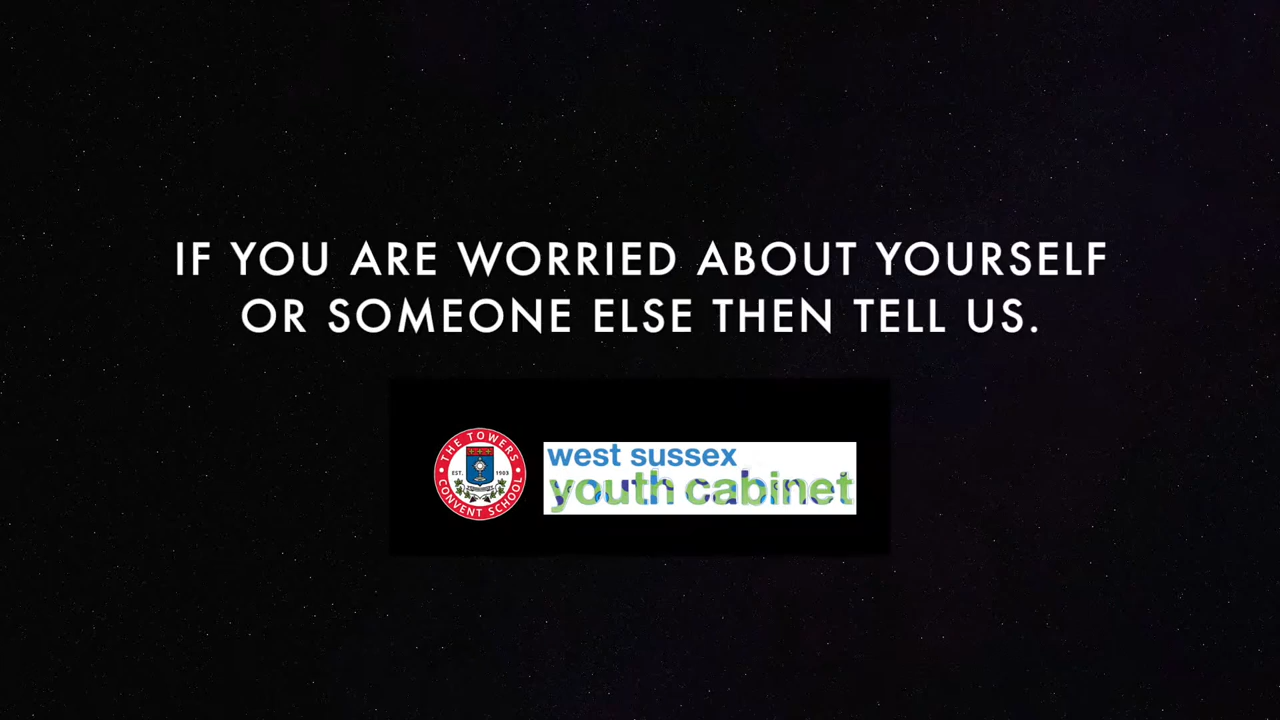 IF YOU ARE WORRIED ABOUT YOURSELF
OR SOMEONE ELSE THEN TELL US.
THE TOWERS
EST. 1903
CONVENT SCHOOL
west sussex
youth cabinet